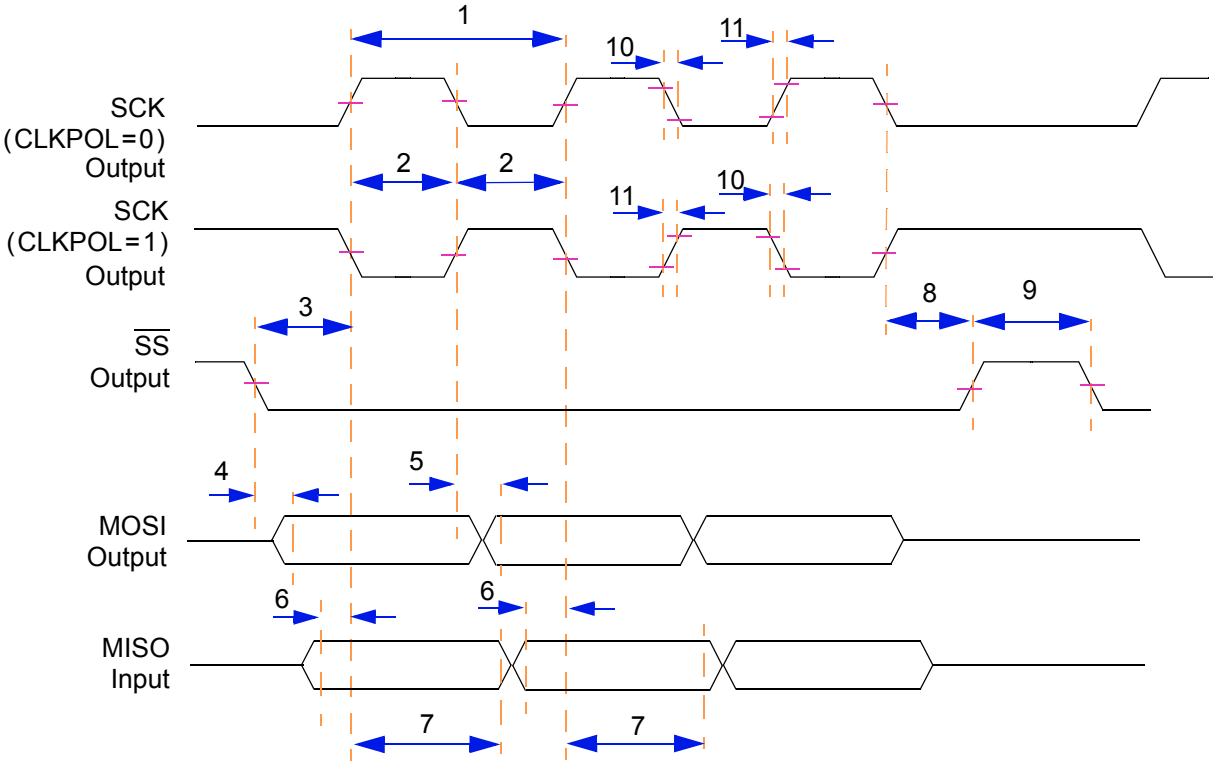 1
10
11
SCK
(CLKPOL=0)
Output
2
2
10
11
SCK
(CLKPOL=1)
Output
3
8
9
SS
Output
4
5
MOSI
Output
6
6
MISO
Input
7
7